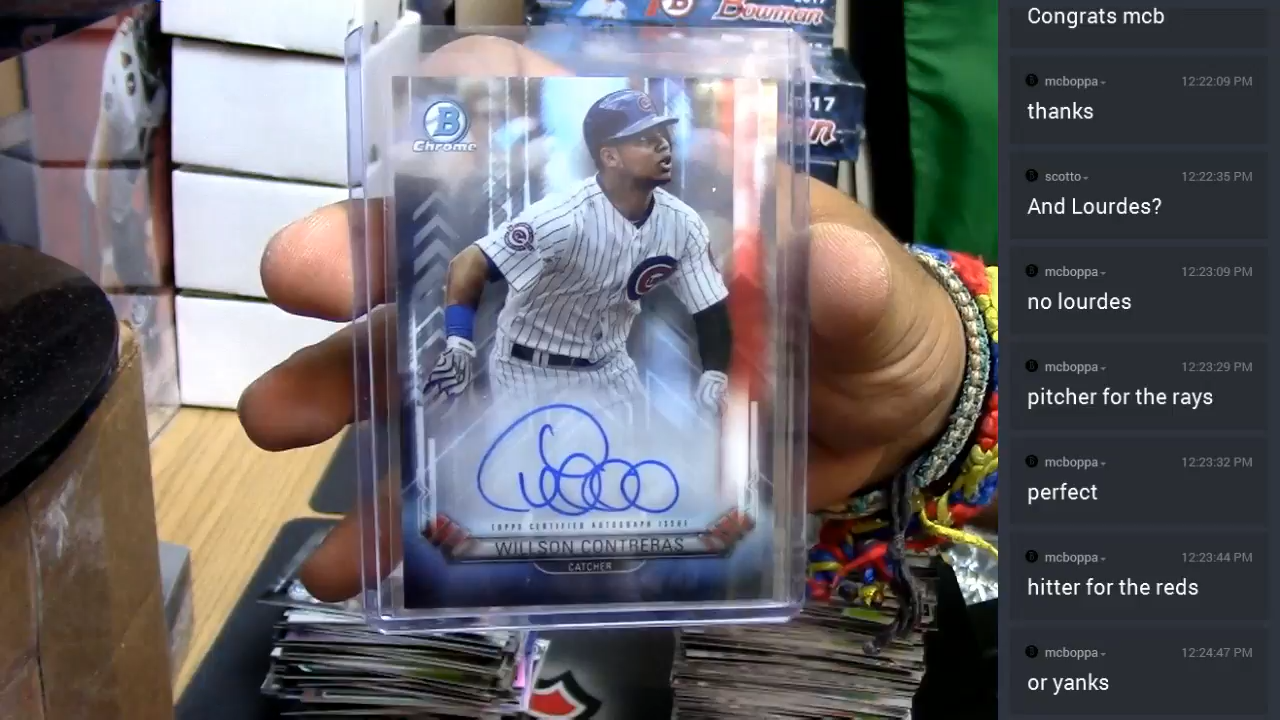 2017
Bowman
17
B
Chrome
C
TOPPS CERTIFIED AUTOGRAPH ISSUE
WILLSON CONTRERAS
CATCHER
Congrats mcb
mcboppa
12:22:09 PM
thanks
scotto
12:22:35 PM
And Lourdes?
mcboppa
12:23:09 PM
no lourdes
mcboppa
12:23:29 PM
pitcher for the rays
mcboppa
12:23:32 PM
perfect
mcboppa
12:23:44 PM
hitter for the reds
mcboppa
12:24:47 PM
or yanks